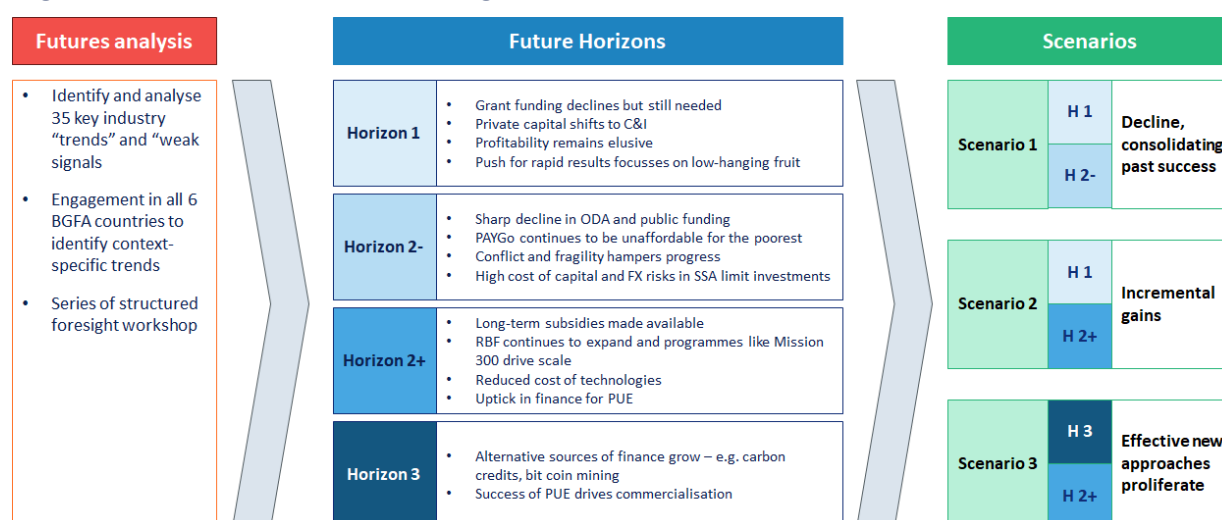 Futures analysis
• Identify and analyse
35 key industry
“trends” and “weak
signals
• Engagement in all 6
BGFA countries to
identify context-
specific trends
• Series of structured
foresight workshop
Future Horizons
Horizon 1
• Grant funding declines but still needed
• Private capital shifts to C&I
• Profitability remains elusive
• Push for rapid results focusses on low-hanging fruit
Horizon 2-
• Sharp decline in ODA and public funding
• PAYGo continues to be unaffordable for the poorest
• Conflict and fragility hampers progress
• High cost of capital and FX risks in SSA limit investments
Horizon 2+
• Long-term subsidies made available
• RBF continues to expand and programmes like Mission
300 drive scale
• Reduced cost of technologies
• Uptick in finance for PUE
Horizon 3
• Alternative sources of finance grow – e.g. carbon
credits, bit coin mining
• Success of PUE drives commercialisation
Scenarios
Scenario 1
H 1
H 2-
Decline,
consolidating
past success
Scenario 2
H 1
H 2+
Incremental
gains
Scenario 3
H 3
H 2+
Effective new
approaches
proliferate